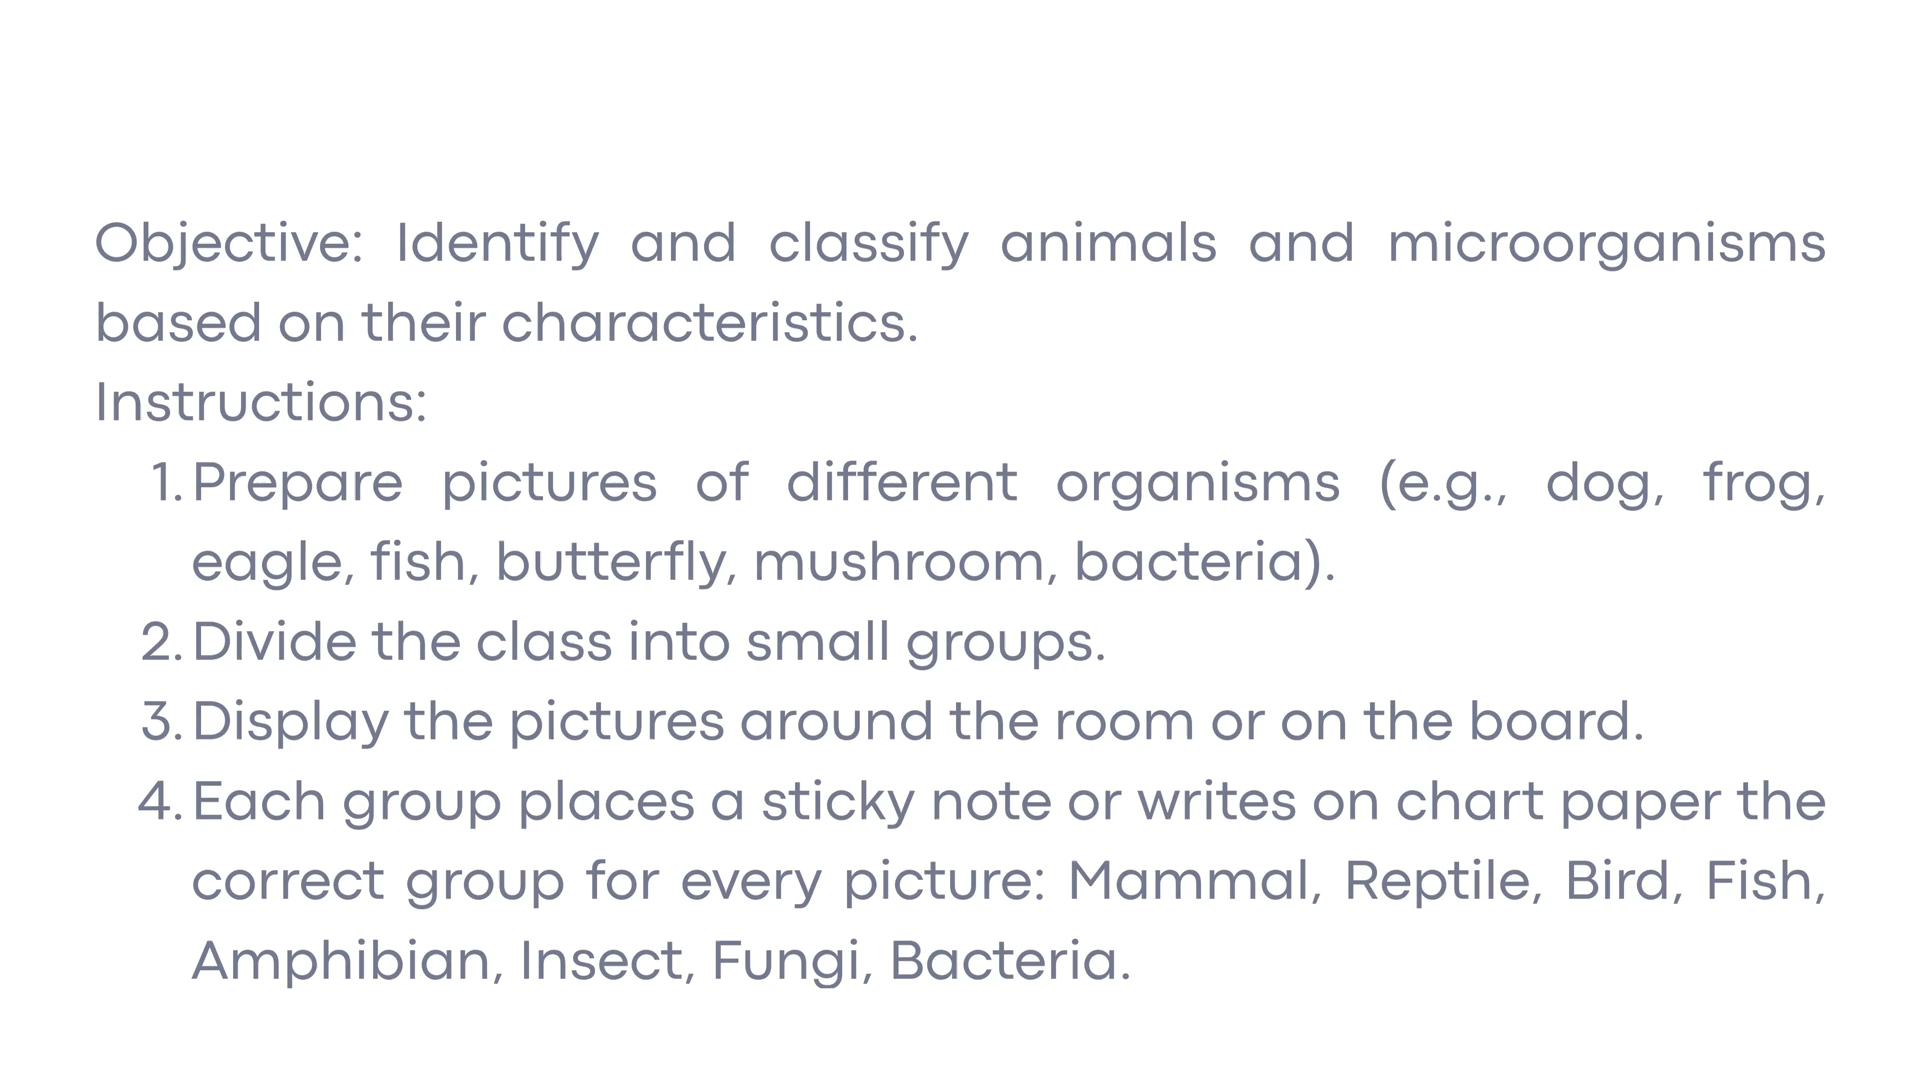 Objective: Identify and classify animals and microorganisms
based on their characteristics.
Instructions:
1. Prepare pictures of different organisms (e.g., dog, frog,
eagle, fish, butterfly, mushroom, bacteria).
2. Divide the class into small groups.
3. Display the pictures around the room or on the board.
4. Each group places a sticky note or writes on chart paper the
correct group for every picture: Mammal, Reptile, Bird, Fish,
Amphibian, Insect, Fungi, Bacteria.